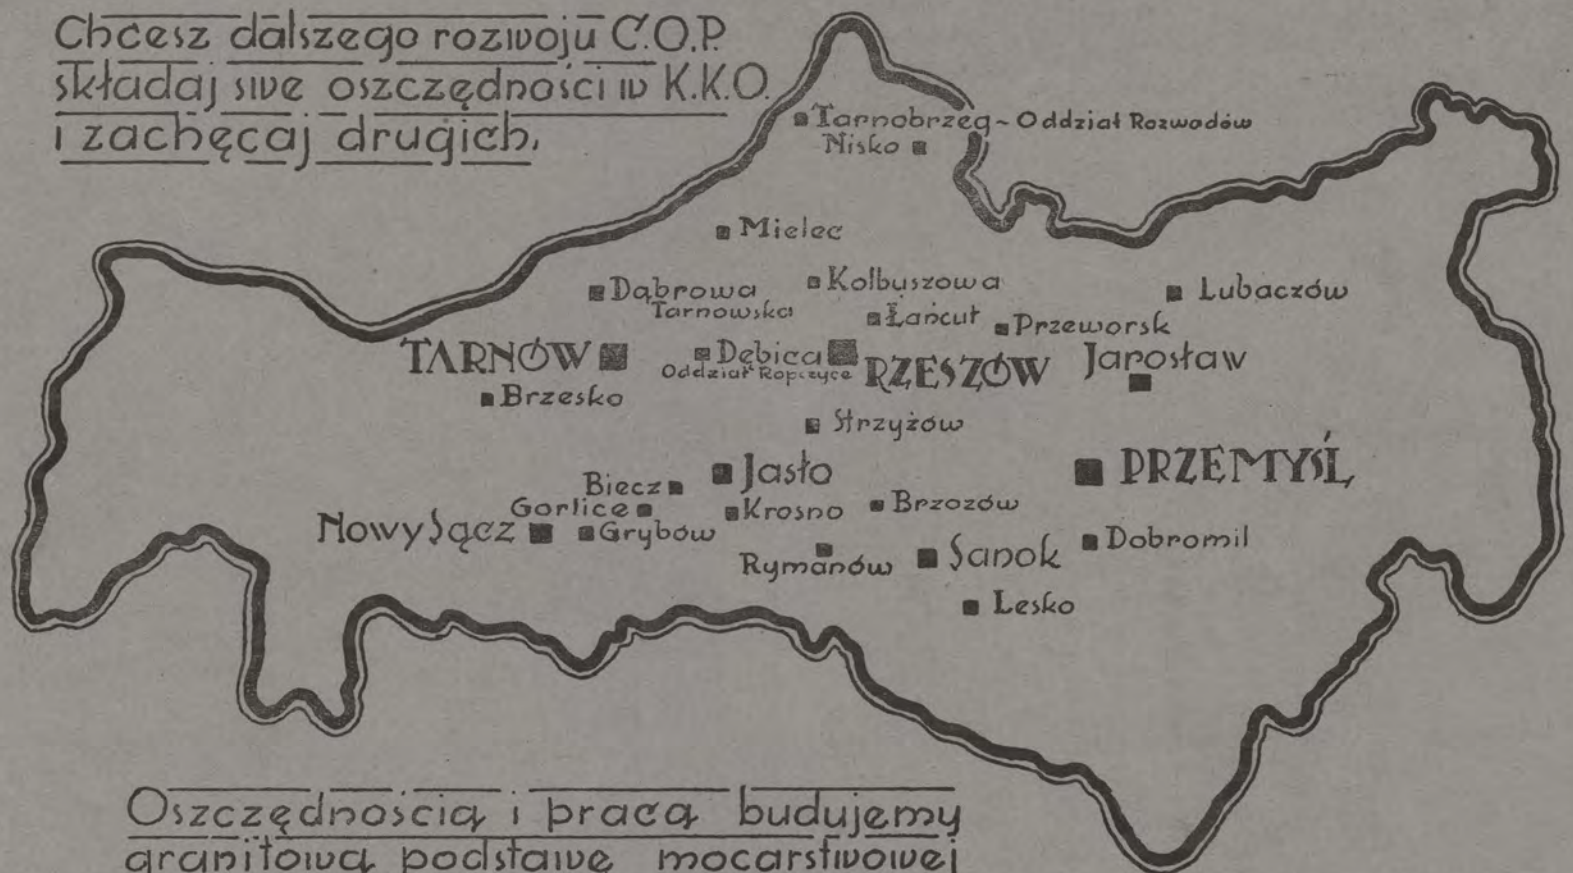 Chcesz dalszego rozwoju C.O.P.
składaj swe oszczędności w K.K.O.
i zachęcaj drugich.
Tarnobrzeg ~ Oddział Rozwadów
Nisko
Mielec
Dąbrowa
Tarnowska
Kolbuszowa
Łańcut
Przeworsk
Lubaczów
TARNÓW
Dębica
Oddział Ropczyce
RZESZÓW
Jarosław
Brzesko
Strzyżów
Jasło
PRZEMYŚL
Biecz
Gorlice
Krosno
Brzozów
Nowy Sącz
Grybów
Rymanów
Sanok
Dobromil
Lesko
Oszczędnością i pracą budujemy
granitową podstawę mocarstwowej